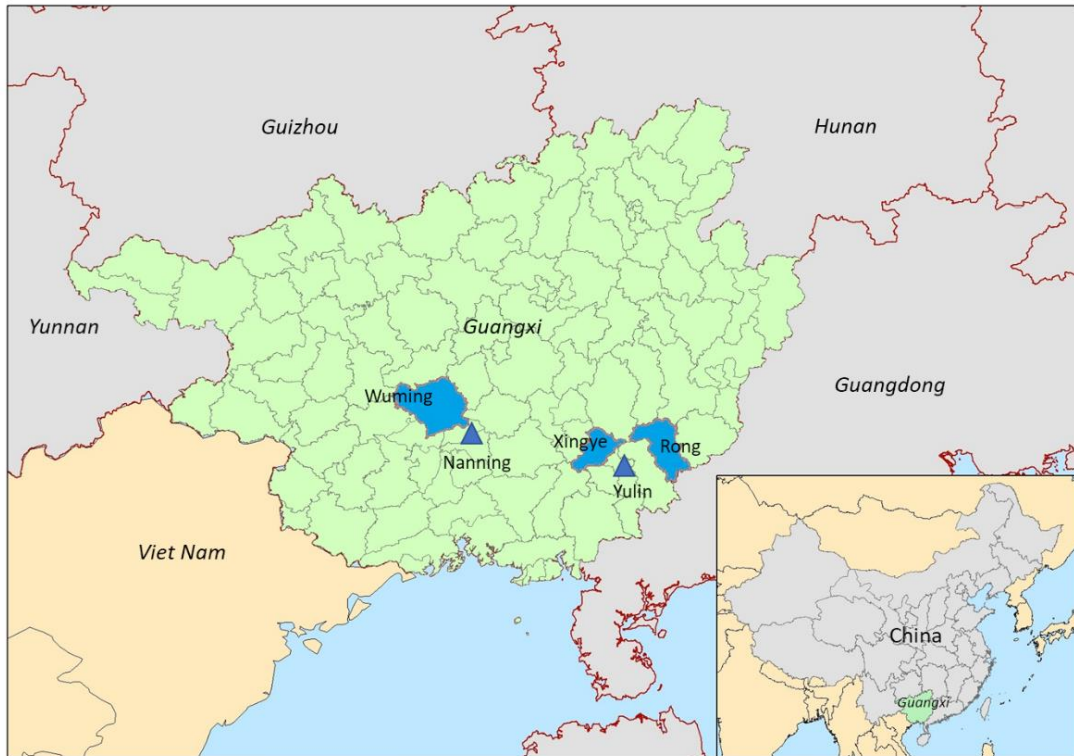 Guizhou
Hunan
Yunnan
Guangxi
Guangdong
Wuming
Xingye
Rong
Nanning
Yulin
Viet Nam
China
Guangxi